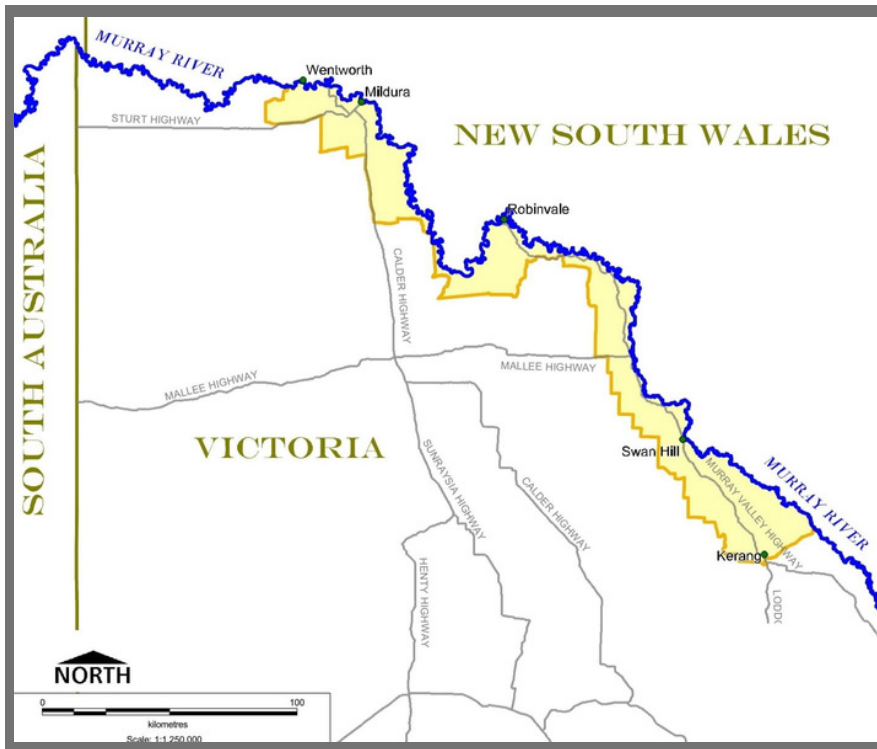 MURRAY RIVER
Wentworth
Mildura
STURT HIGHWAY
NEW SOUTH WALES
SOUTH AUSTRALIA
Robinvale
CALDER HIGHWAY
MALLEE HIGHWAY
MALLEE HIGHWAY
VICTORIA
Swan Hill
SUNRAYSIA HIGHWAY
CALDER HIGHWAY
MURRAY VALLEY HIGHWAY
MURRAY RIVER
Kerang
HENTY HIGHWAY
LODDO
NORTH
0 100
kilometres
Scale: 1:1,250,000